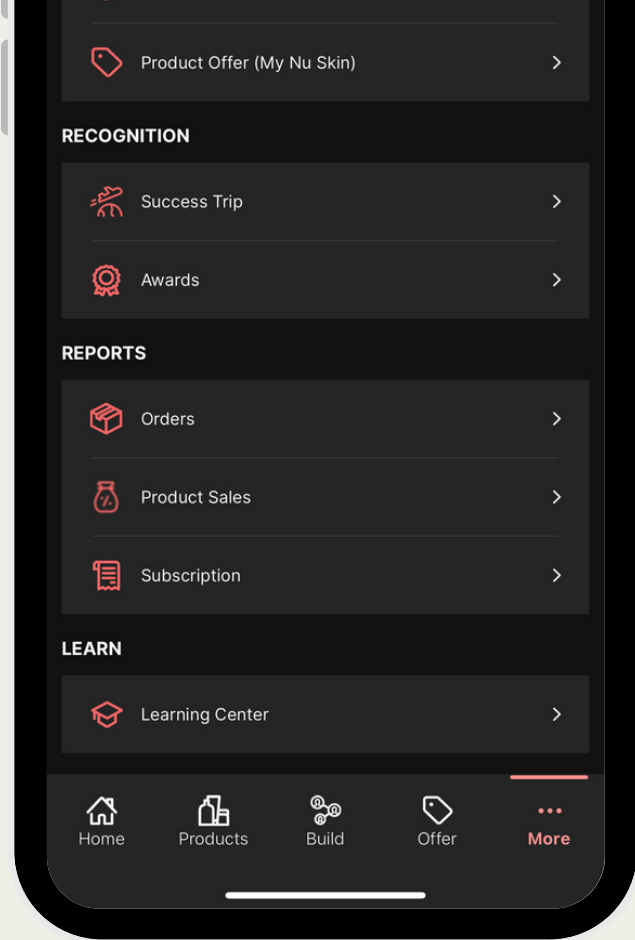 Product Offer (My Nu Skin)
RECOGNITION
Success Trip
Awards
REPORTS
Orders
Product Sales
Subscription
LEARN
Learning Center
Home Products Build Offer More